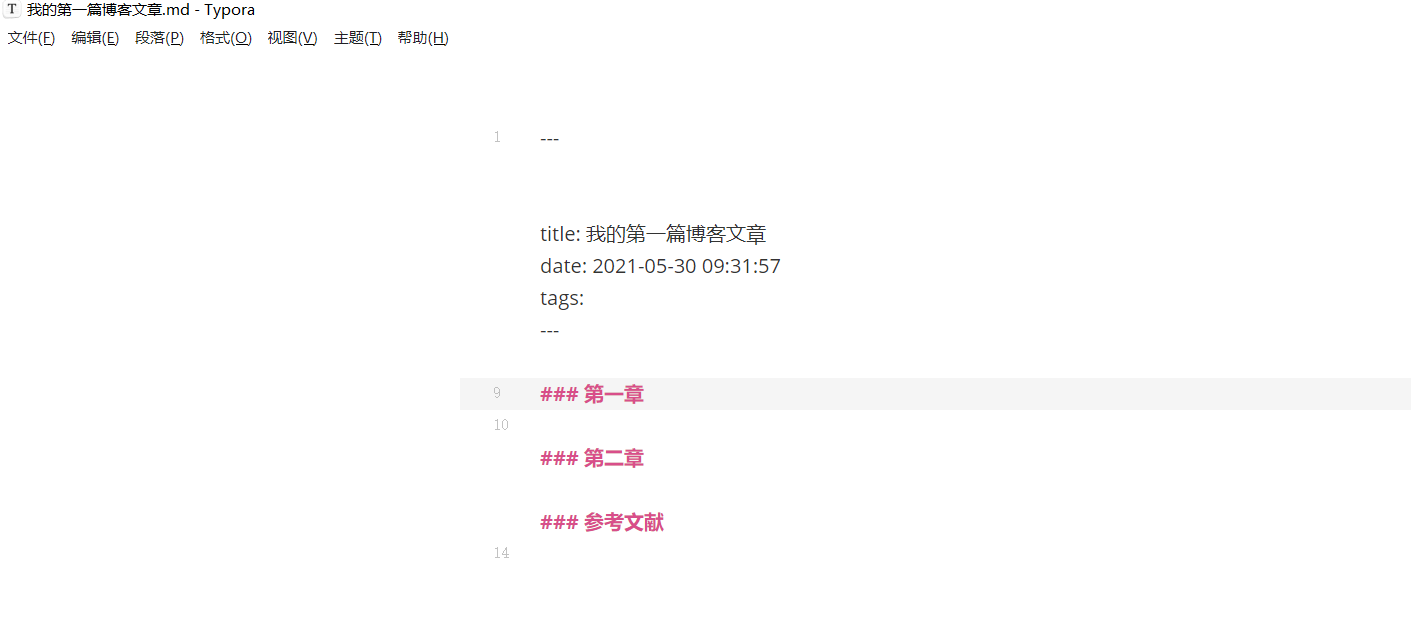 T 我的第一篇博客文章.md - Typora
文件(F) 编辑(E) 段落(P) 格式(O) 视图(V) 主题(T) 帮助(H)
1 ---
title: 我的第一篇博客文章
date: 2021-05-30 09:31:57
tags:
---
9 ### 第一章
10
### 第二章
### 参考文献
14